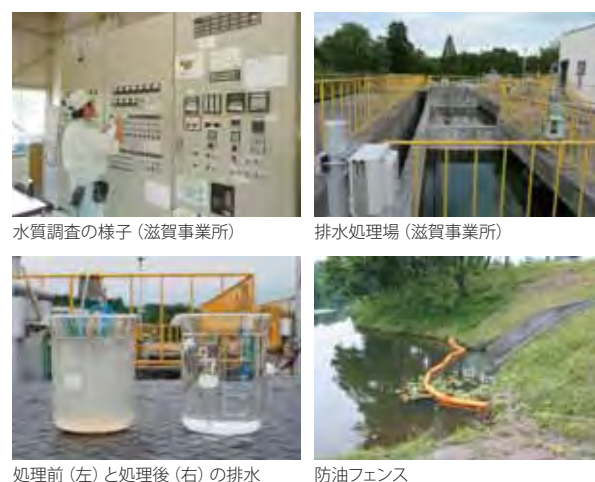 水質調査の様子（滋賀事業所）
排水処理場（滋賀事業所）
処理前（左）と処理後（右）の排水
防油フェンス